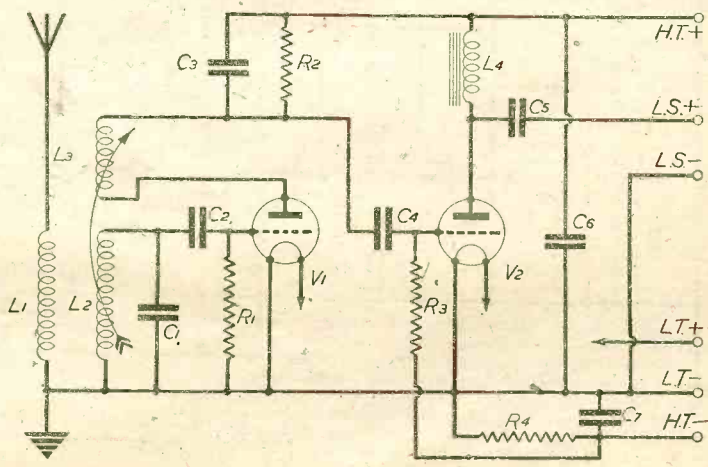 H.T.+
C3
R2
L4
C5
L.S.+
L3
L.S-
C2
C4
C6
V1
V2
L1
L2
C1
R1
R3
L.T.+
L.T-
C7
R4
H.T-